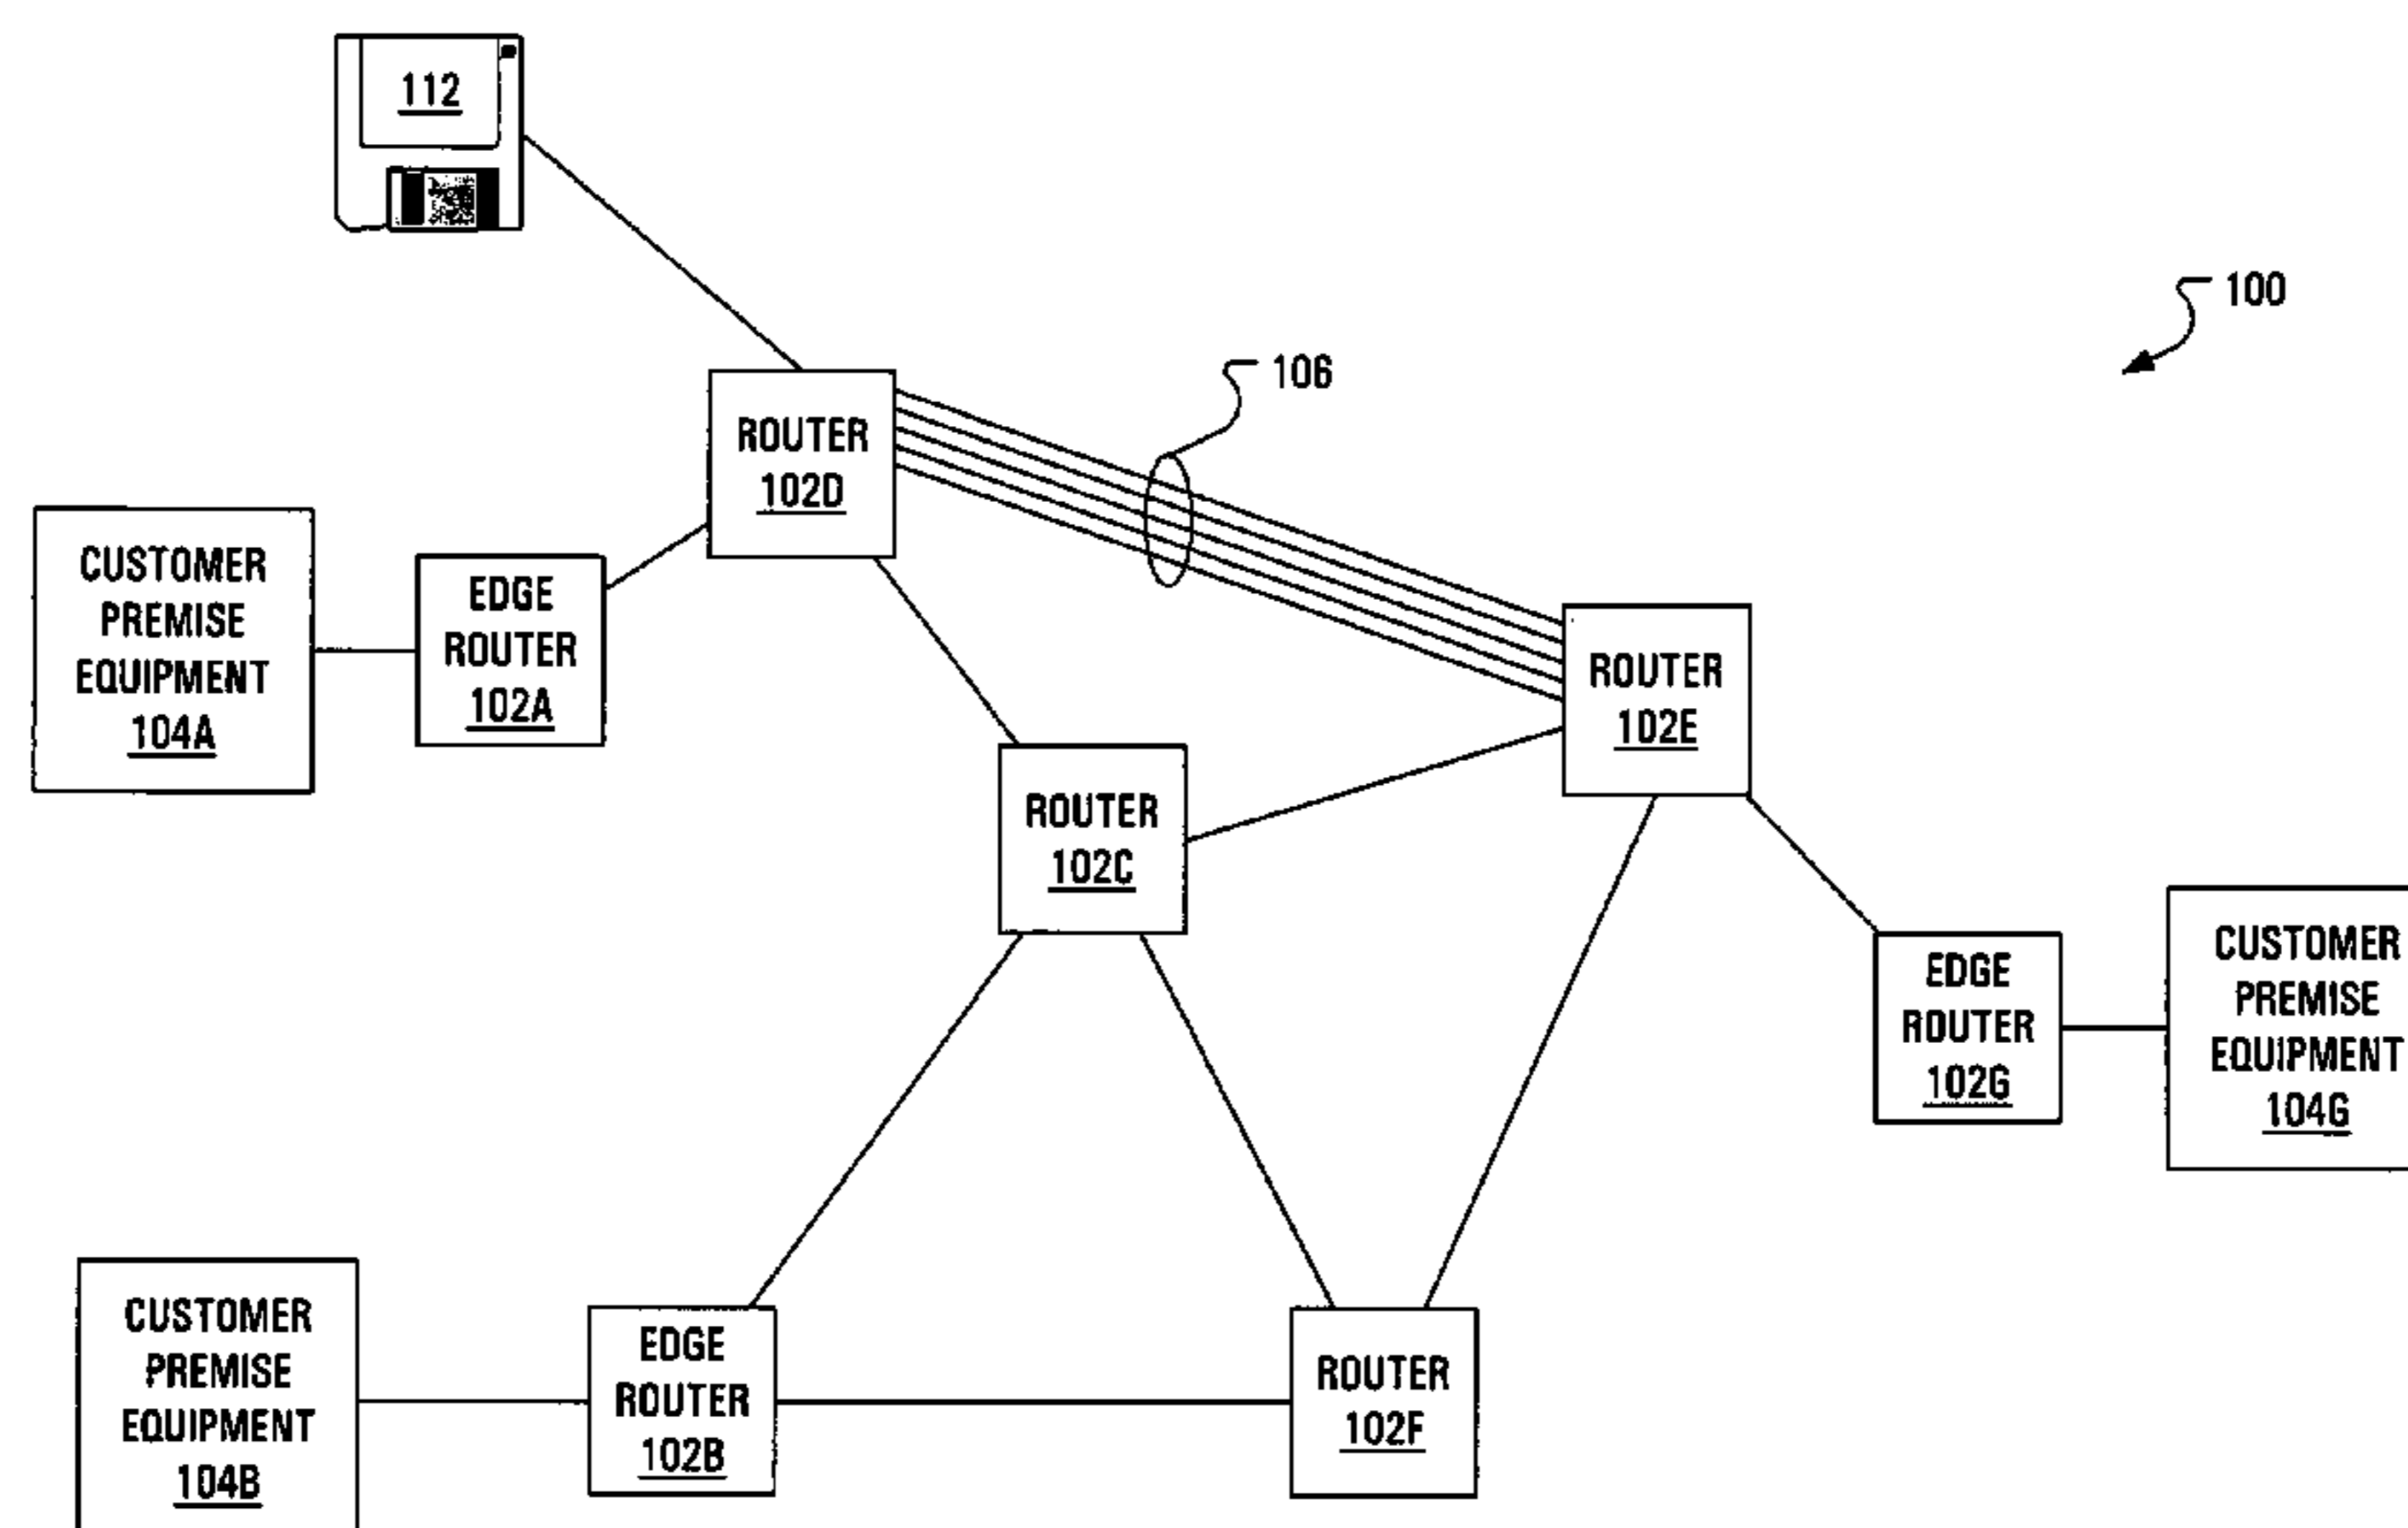 112
100
106
ROUTER
102D
CUSTOMER
PREMISE
EQUIPMENT
104A
EDGE
ROUTER
102A
ROUTER
102E
ROUTER
102C
CUSTOMER
PREMISE
EQUIPMENT
104G
EDGE
ROUTER
102G
CUSTOMER
PREMISE
EQUIPMENT
104B
EDGE
ROUTER
102B
ROUTER
102F